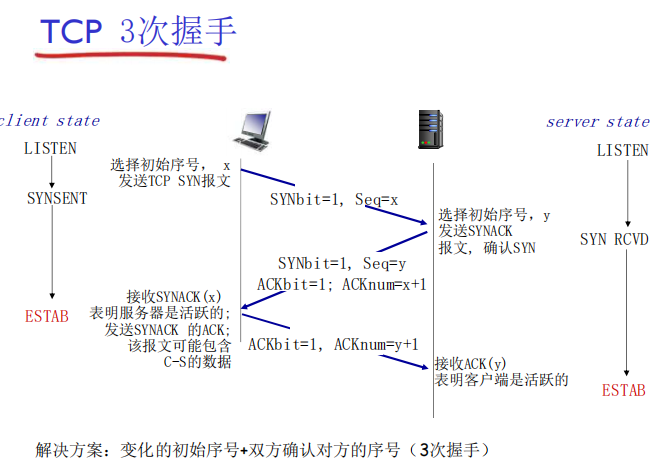 TCP 3次握手
client state
server state
LISTEN
LISTEN
选择初始序号， x
发送TCP SYN报文
SYNSENT
SYNbit=1, Seq=x
选择初始序号，y
发送SYNACK
报文, 确认SYN
SYN RCVD
SYNbit=1, Seq=y
ACKbit=1; ACKnum=x+1
接收SYNACK(x)
表明服务器是活跃的;
发送SYNACK 的ACK;
该报文可能包含
C-S的数据
ESTAB
ACKbit=1, ACKnum=y+1
接收ACK(y)
表明客户端是活跃的
ESTAB
解决方案：变化的初始序号+双方确认对方的序号（3次握手）